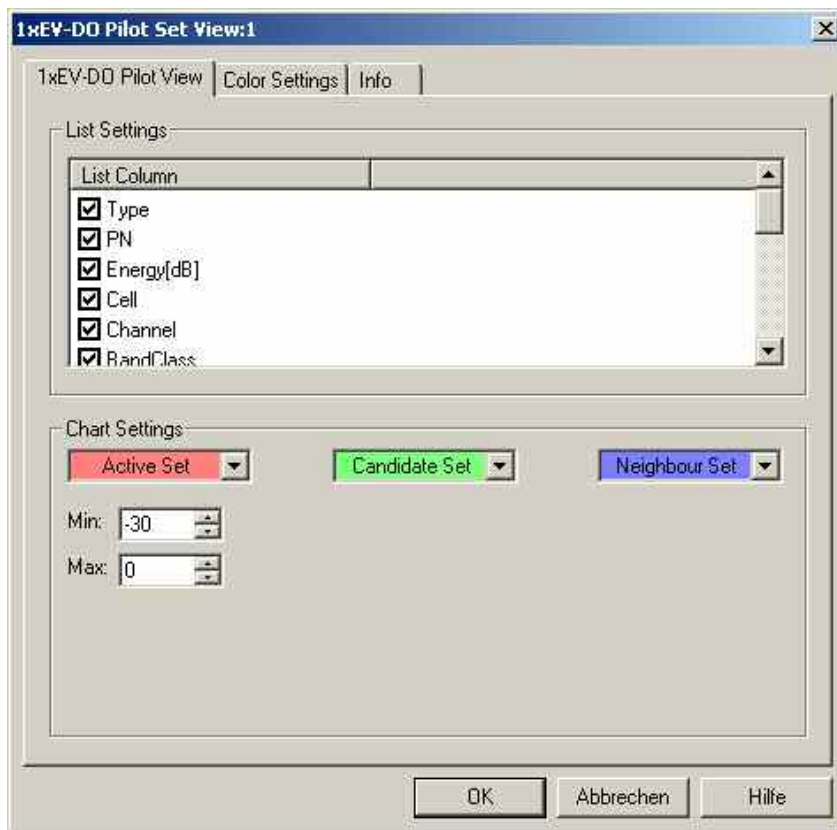 1xEV-DO Pilot Set View:1
1xEV-DO Pilot View Color Settings Info
List Settings
List Column
Type
PN
Energy[dB]
Cell
Channel
BandClass
Chart Settings
Active Set Candidate Set Neighbour Set
Min: -30
Max: 0
OK Abbrechen Hilfe